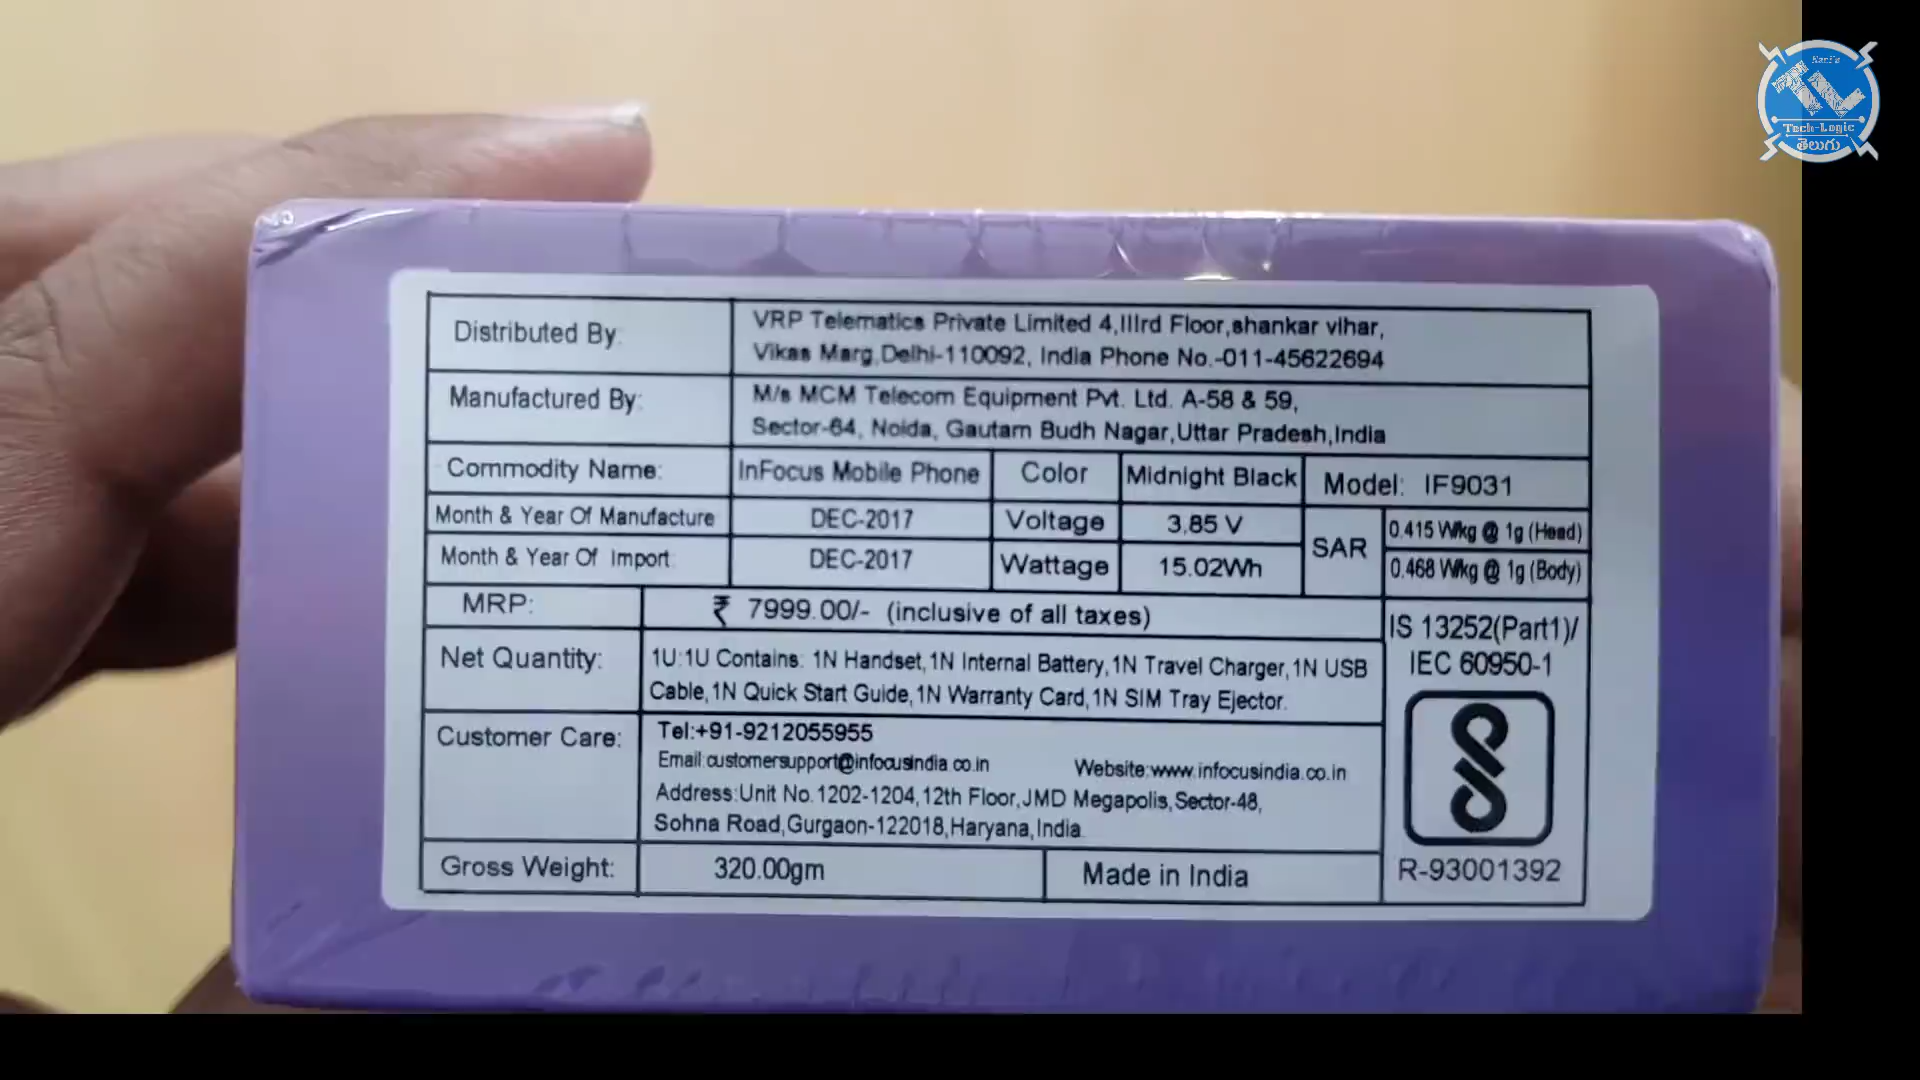 Hari's
TL
Tech-Logic
తెలుగు
Distributed By:
VRP Telematics Private Limited 4,IIIrd Floor,shankar vihar,
Vikas Marg,Delhi-110092, India Phone No.-011-45622694
Manufactured By:
M/s MCM Telecom Equipment Pvt. Ltd. A-58 & 59,
Sector-64, Noida, Gautam Budh Nagar,Uttar Pradesh,India
Commodity Name: InFocus Mobile Phone Color Midnight Black Model: IF9031
Month & Year Of Manufacture DEC-2017 Voltage 3.85 V SAR 0.415 W/kg @ 1g (Head)
Month & Year Of Import: DEC-2017 Wattage 15.02Wh 0.468 W/kg @ 1g (Body)
MRP: ₹ 7999.00/- (inclusive of all taxes)
IS 13252(Part1)/
IEC 60950-1
Net Quantity:
1U:1U Contains: 1N Handset,1N Internal Battery,1N Travel Charger,1N USB
Cable,1N Quick Start Guide,1N Warranty Card,1N SIM Tray Ejector.
Customer Care:
Tel:+91-9212055955
Email:customersupport@infocusindia.co.in Website:www.infocusindia.co.in
Address:Unit No.1202-1204,12th Floor,JMD Megapolis,Sector-48,
Sohna Road,Gurgaon-122018,Haryana,India.
Gross Weight: 320.00gm Made in India R-93001392